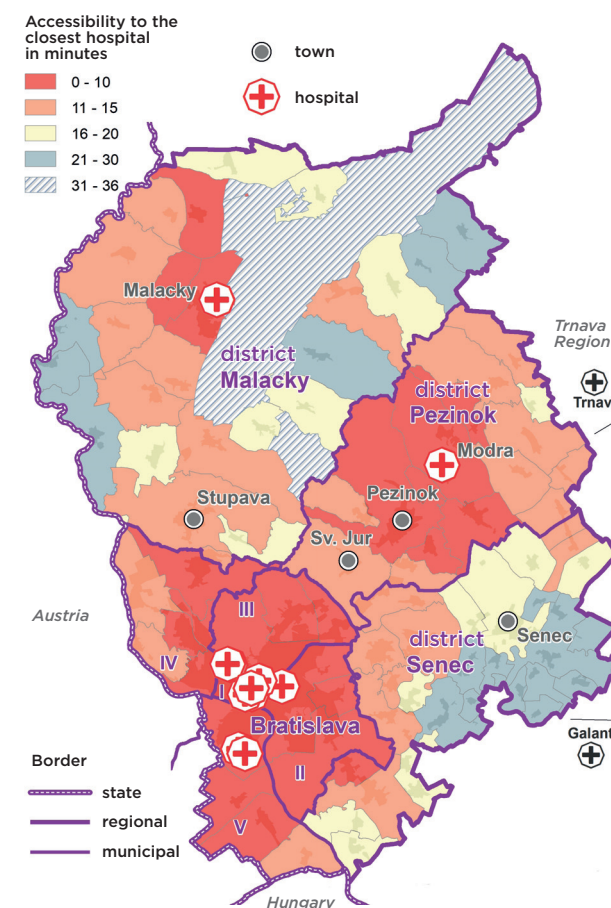 Accessibility to the
closest hospital
in minutes
0 - 10
11 - 15
16 - 20
21 - 30
31 - 36
town
hospital
Malacky
district
Malacky
Trnava
Region
district
Pezinok
Trnav
Modra
Stupava
Pezinok
Sv. Jur
Austria
III
IV
I
district
Senec
Senec
Bratislava
Galant
II
V
Border
state
regional
municipal
Hungary